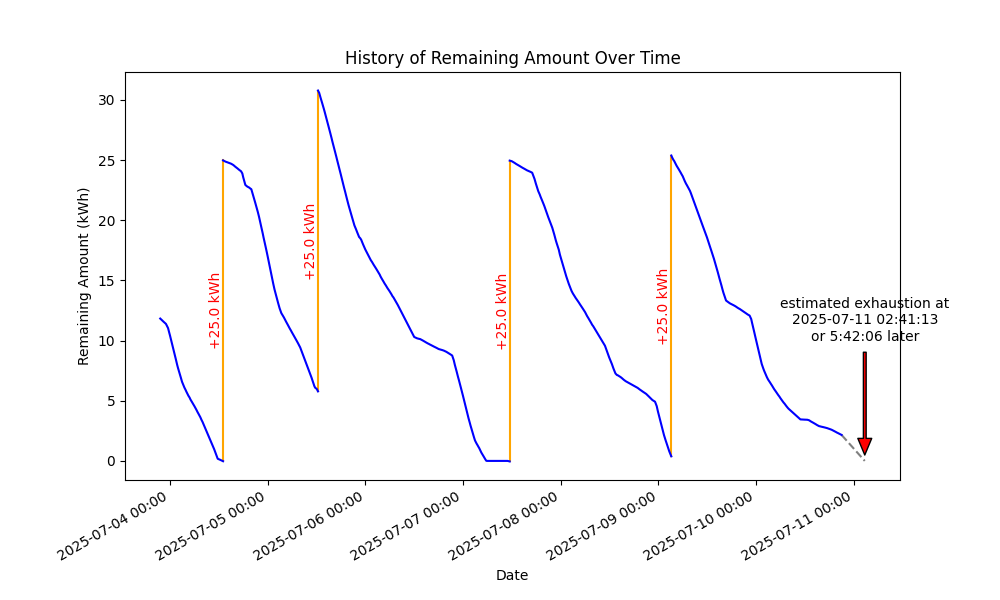 History of Remaining Amount Over Time
Remaining Amount (kWh)
30
25
20
15
10
5
0
+25.0 kWh
+25.0 kWh
+25.0 kWh
+25.0 kWh
estimated exhaustion at
2025-07-11 02:41:13
or 5:42:06 later
2025-07-04 00:00
2025-07-05 00:00
2025-07-06 00:00
2025-07-07 00:00
2025-07-08 00:00
2025-07-09 00:00
2025-07-10 00:00
2025-07-11 00:00
Date